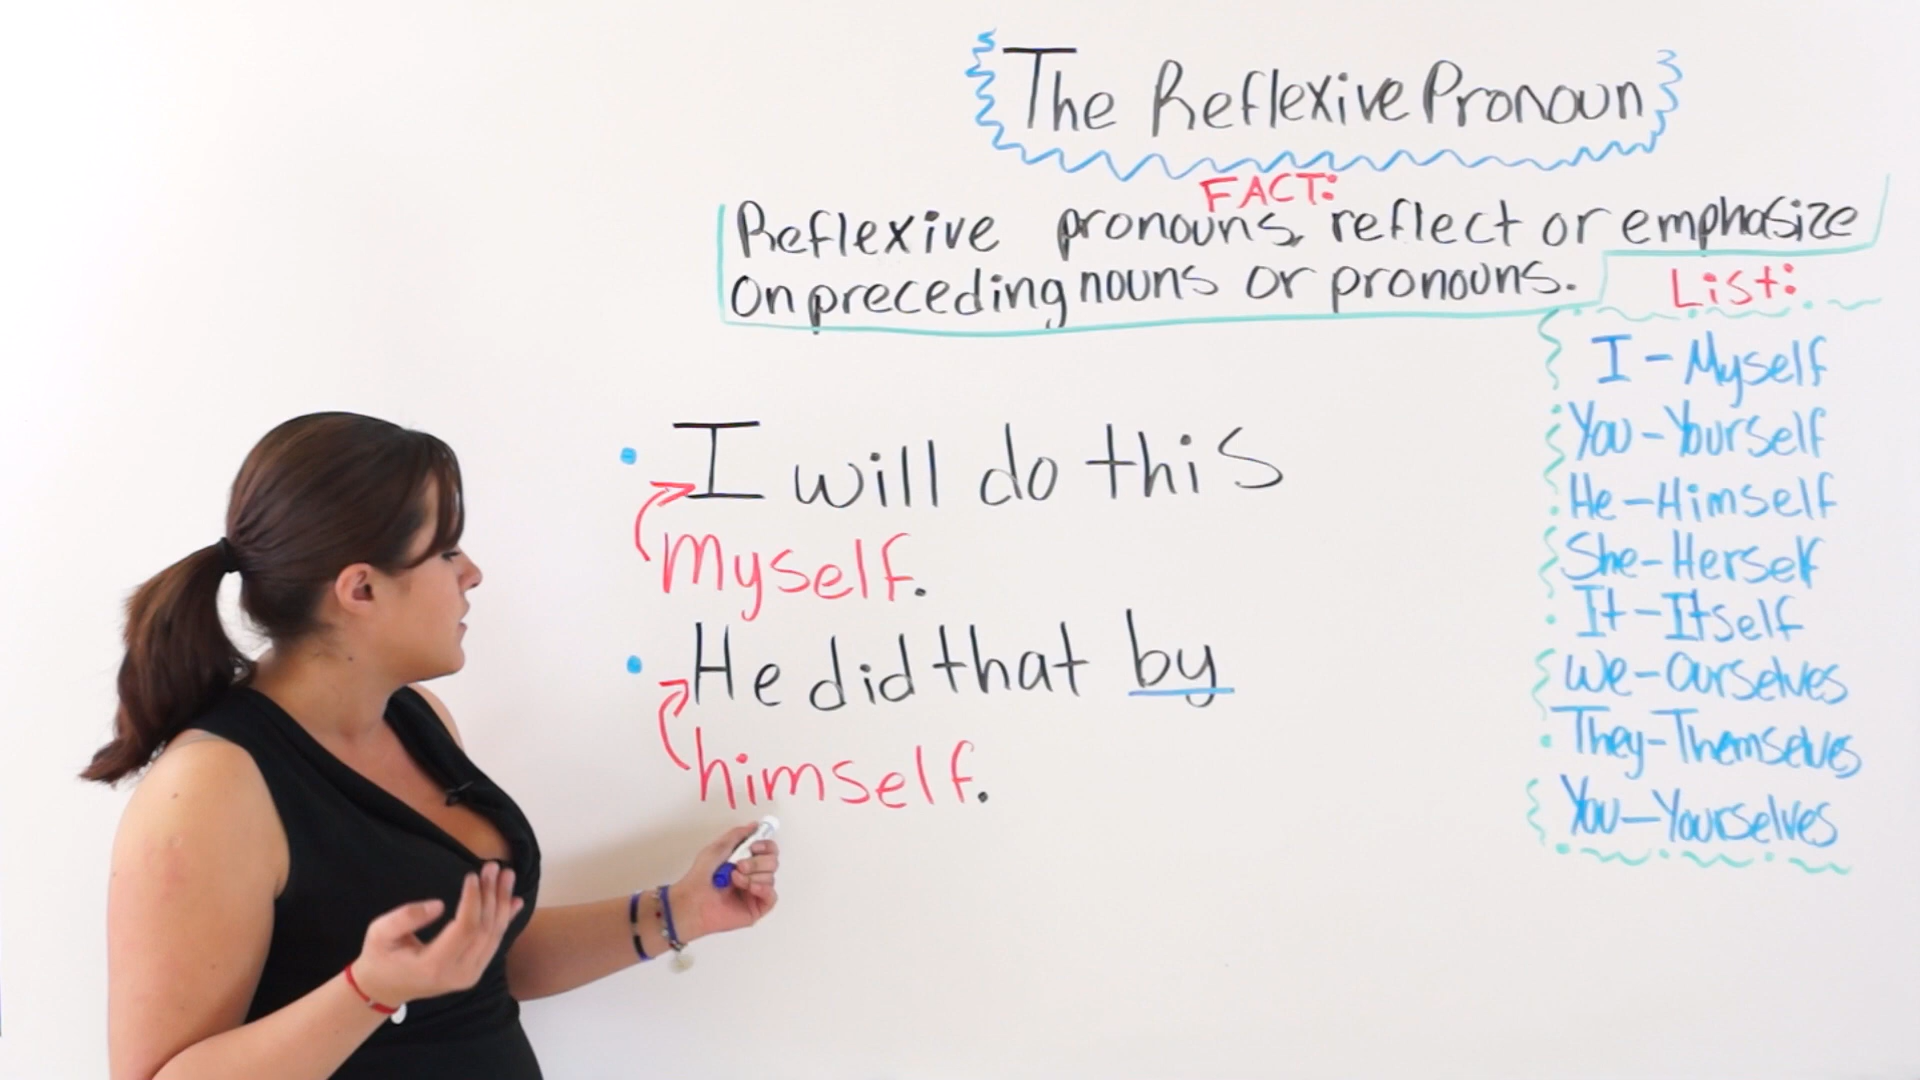 The Reflexive Pronoun
FACT:
Reflexive pronouns reflect or emphasize
on preceding nouns or pronouns.
List:
I - Myself
You - Yourself
He - Himself
She - Herself
It - Itself
We - Ourselves
They - Themselves
You - Yourselves
• I will do this
Myself.
• He did that by
himself.